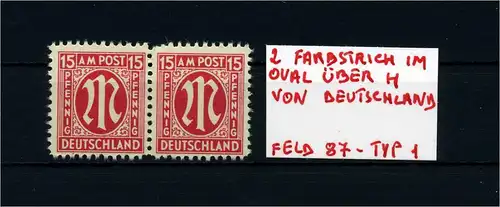 15 AM POST 15
PFENNIG
M
PFENNIG
DEUTSCHLAND
15 AM POST 15
PFENNIG
M
PFENNIG
DEUTSCHLAND
2 FARBSTRICH IM
OVAL ÜBER H
VON DEUTSCHLAND
FELD 87 - TYP 1